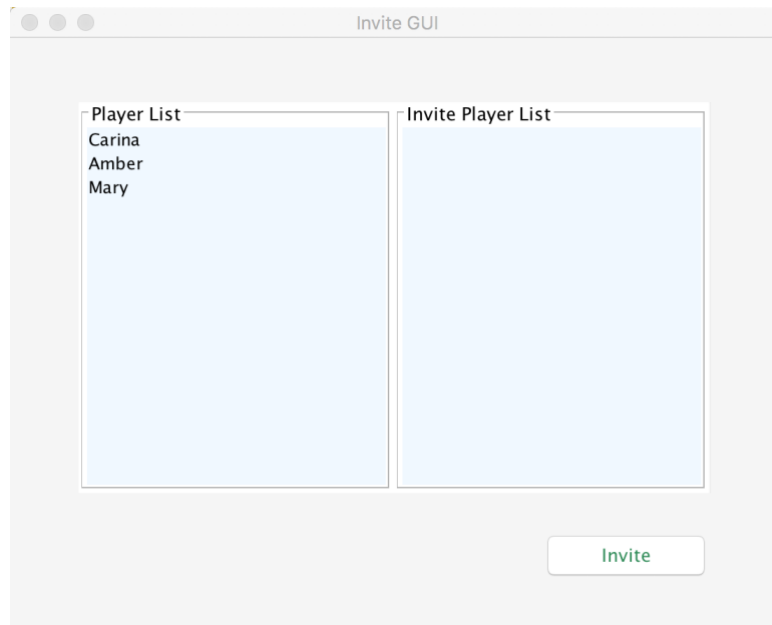 Invite GUI
Player List
Carina
Amber
Mary
Invite Player List
Invite